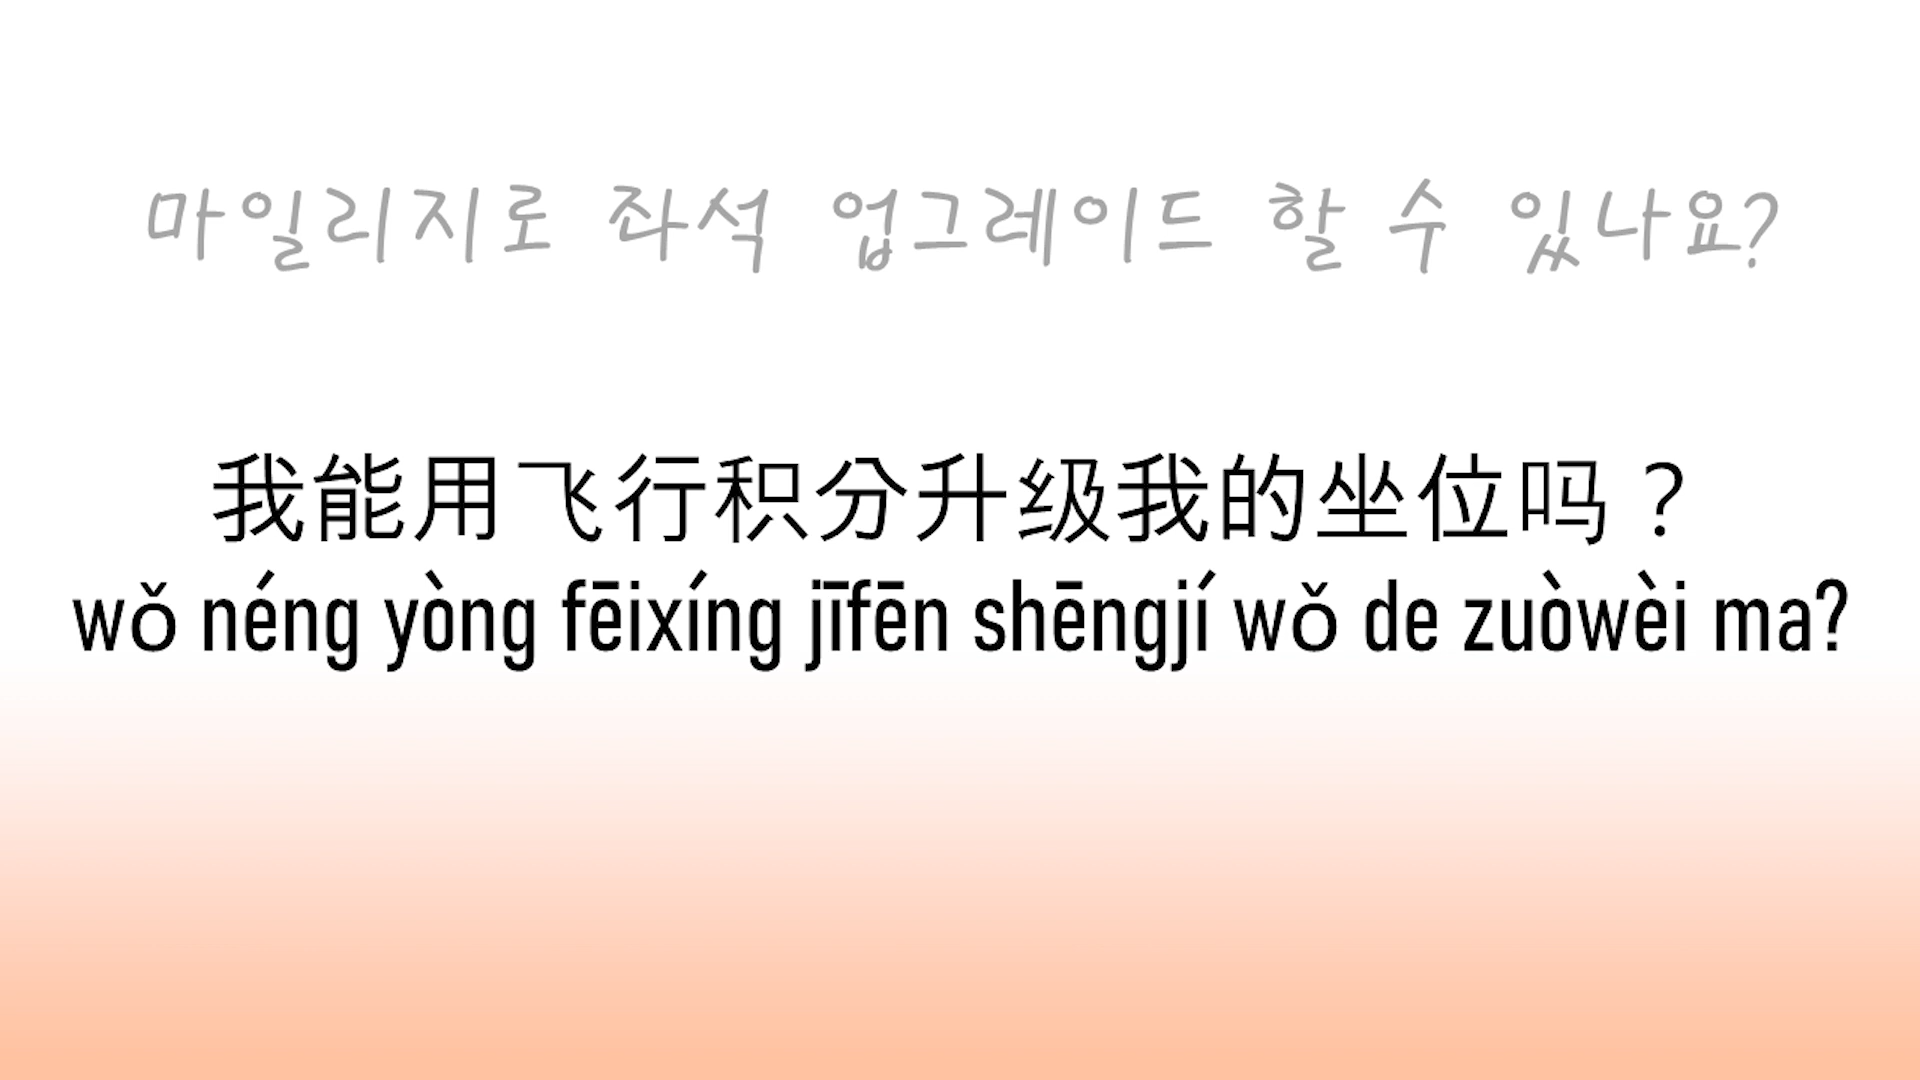 마일리지로 좌석 업그레이드 할 수 있나요?
我能用飞行积分升级我的坐位吗？
wǒ néng yòng fēixíng jīfēn shēngjí wǒ de zuòwèi ma?